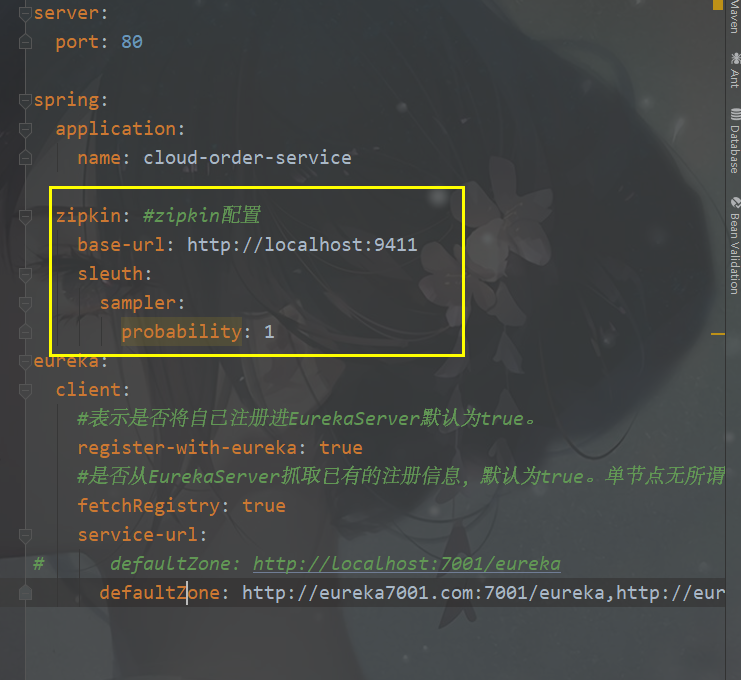 server:
  port: 80
spring:
  application:
    name: cloud-order-service
  zipkin: #zipkin配置
    base-url: http://localhost:9411
    sleuth:
      sampler:
        probability: 1
eureka:
  client:
    #表示是否将自己注册进EurekaServer默认为true。
    register-with-eureka: true
    #是否从EurekaServer抓取已有的注册信息，默认为true。单节点无所谓
    fetchRegistry: true
    service-url:
#      defaultZone: http://localhost:7001/eureka
      defaultZone: http://eureka7001.com:7001/eureka,http://eur
Maven
Ant
Database
Bean Validation